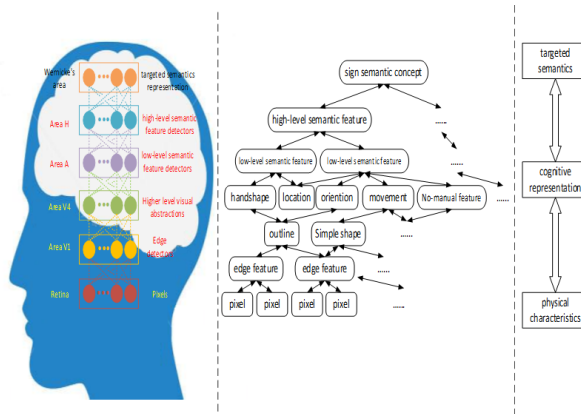 Wernicke's
area
targeted semantics
representation
Area H
high-level semantic
feature detectors
Area A
low-level semantic
feature detectors
Area V4
Higher level visual
abstractions
Area V1
Edge
detectors
Retina
Pixels
sign semantic concept
high-level semantic feature
......
low-level semantic feature
low-level semantic feature
......
handshape
location
oriention
movement
No-manual feature
......
outline
Simple shape
......
edge feature
edge feature
......
pixel
pixel
pixel
pixel
......
targeted
semantics
cognitive
representation
physical
characteristics